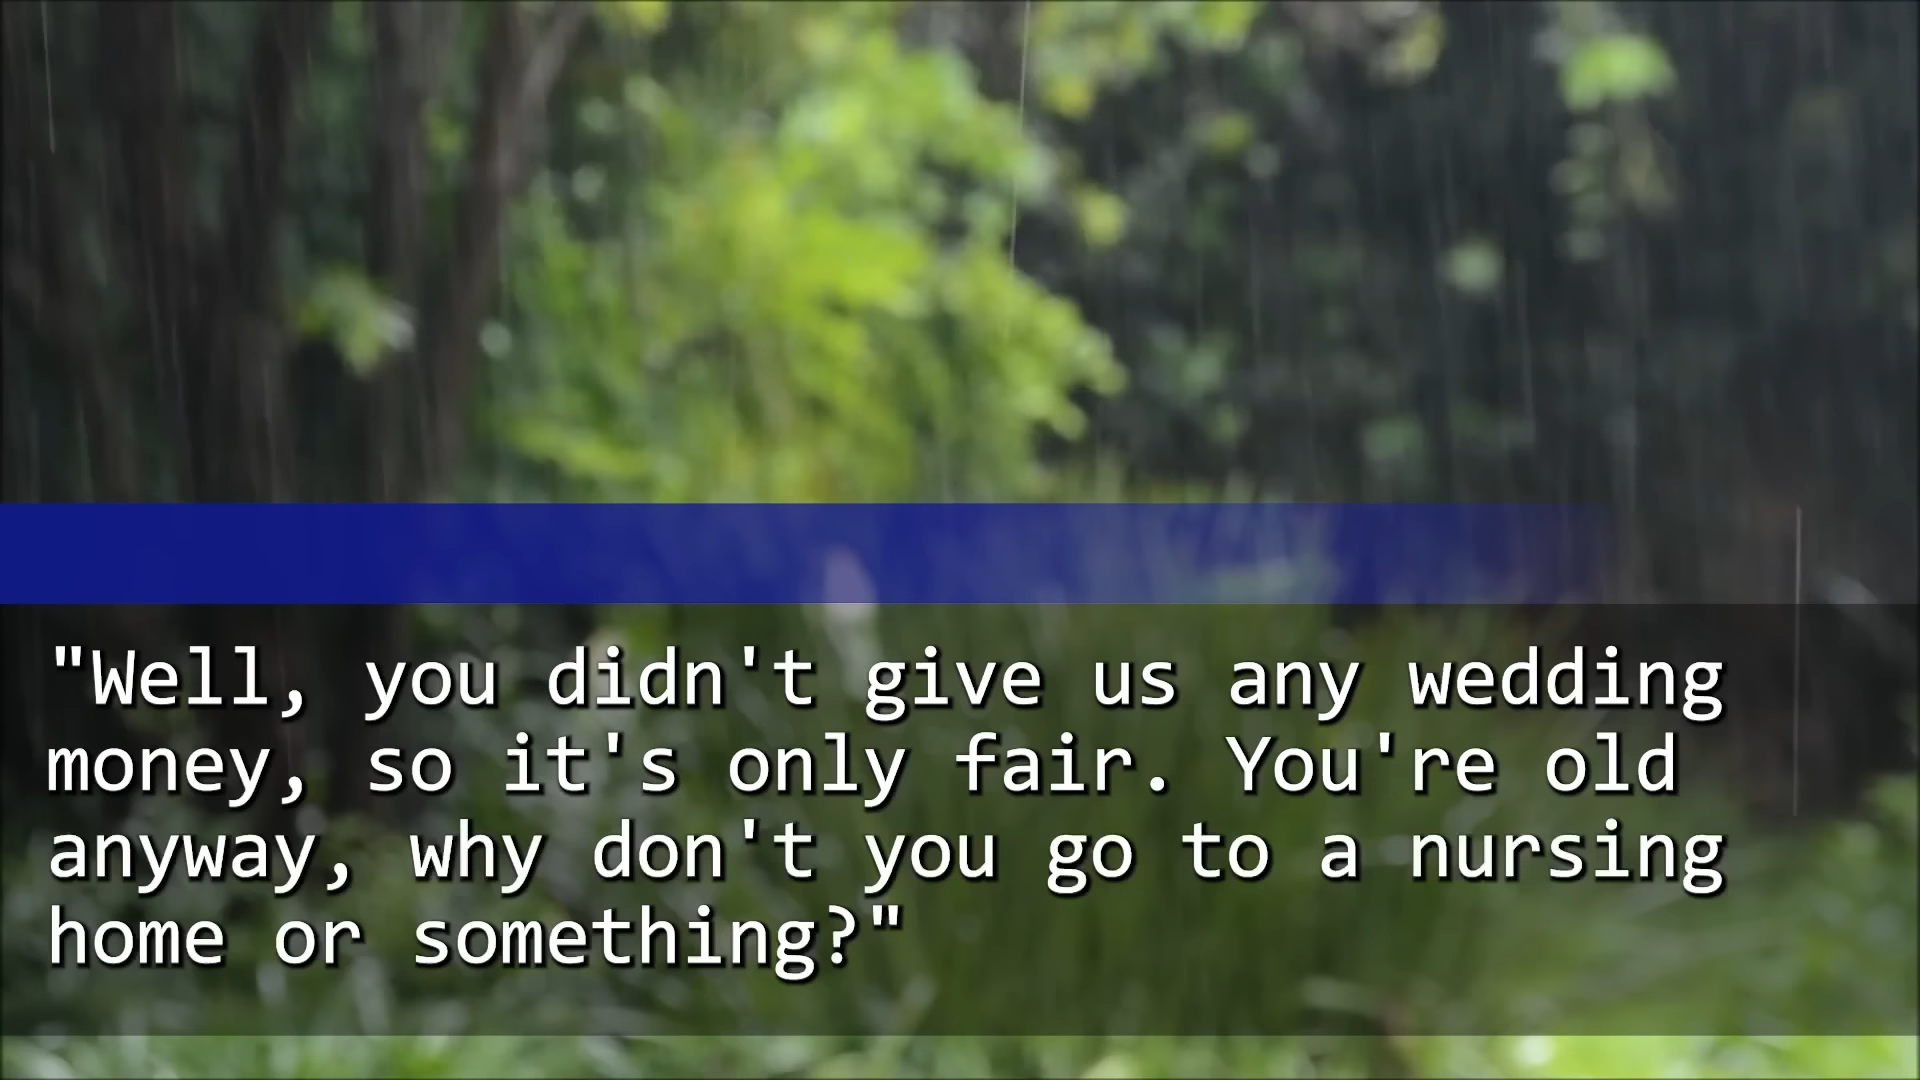 "Well, you didn't give us any wedding
money, so it's only fair. You're old
anyway, why don't you go to a nursing
home or something?"